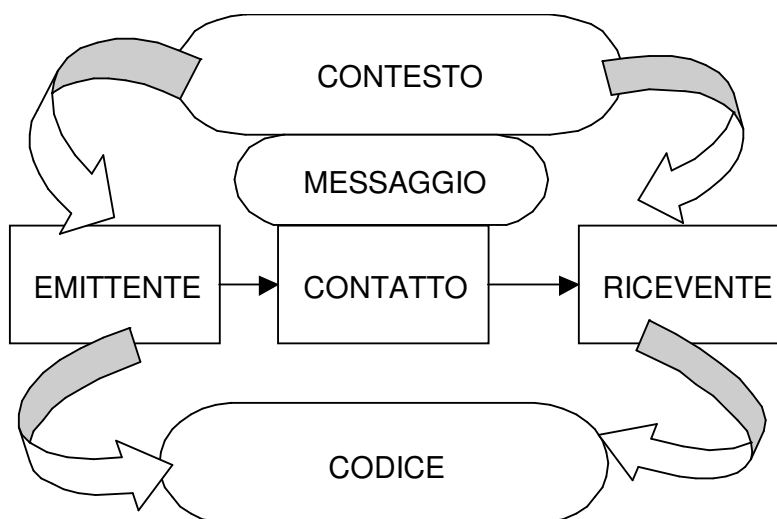 CONTESTO
MESSAGGIO
EMITTENTE
CONTATTO
RICEVENTE
CODICE